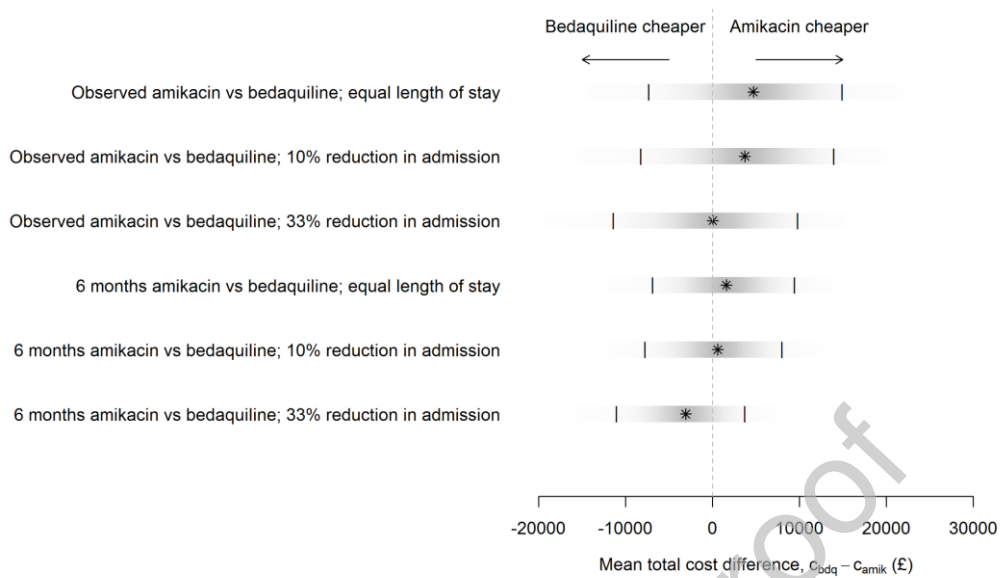 Bedaquiline cheaper Amikacin cheaper
Observed amikacin vs bedaquiline; equal length of stay
Observed amikacin vs bedaquiline; 10% reduction in admission
Observed amikacin vs bedaquiline; 33% reduction in admission
6 months amikacin vs bedaquiline; equal length of stay
6 months amikacin vs bedaquiline; 10% reduction in admission
6 months amikacin vs bedaquiline; 33% reduction in admission
-20000 -10000 0 10000 20000 30000
Mean total cost difference, c_bdq − c_amik (£)
roof